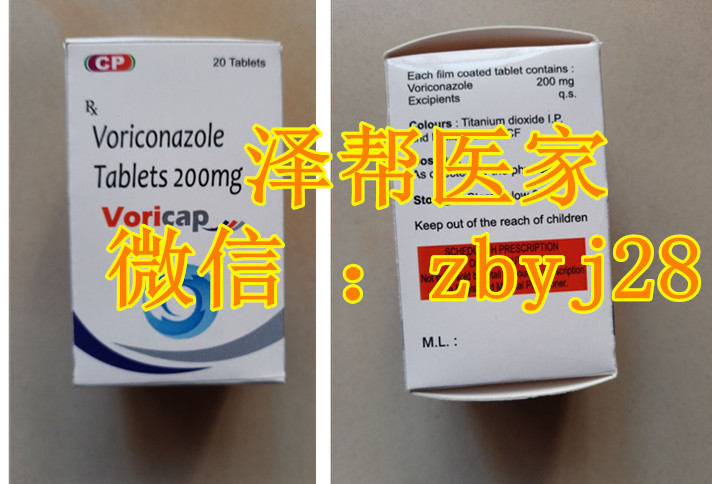 CP
20 Tablets
Rx
Voriconazole
Tablets 200mg
Voricap
Each film coated tablet contains :
Voriconazole 200 mg
Excipients q.s.
Colours : Titanium dioxide I.P.
Keep out of the reach of children
PRESCRIPTION
M.L. :
泽帮医家
微信 : zbyj28